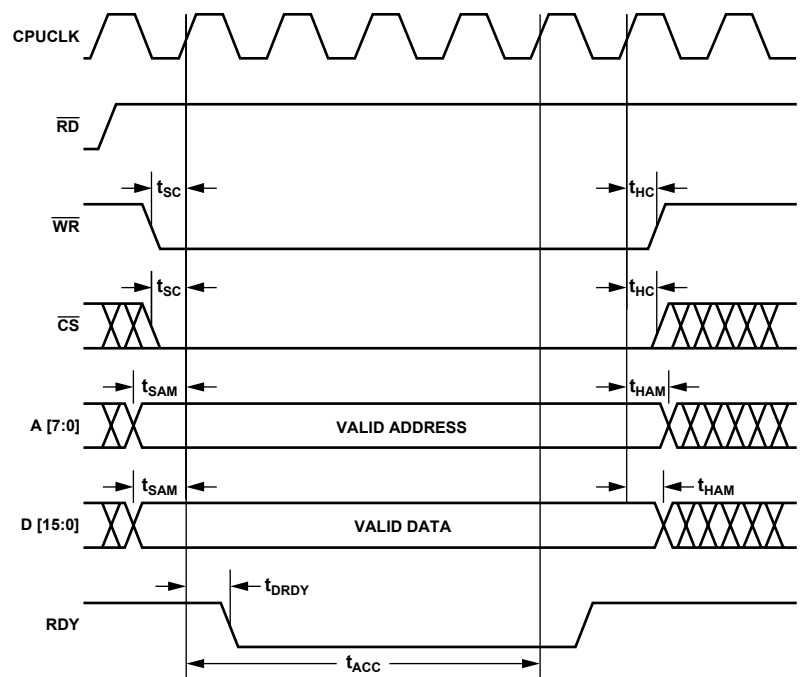 CPUCLK
RD
tSC tHC
WR
tSC tHC
CS
tSAM tHAM
A [7:0] VALID ADDRESS
tSAM tHAM
D [15:0] VALID DATA
tDRDY
RDY
tACC